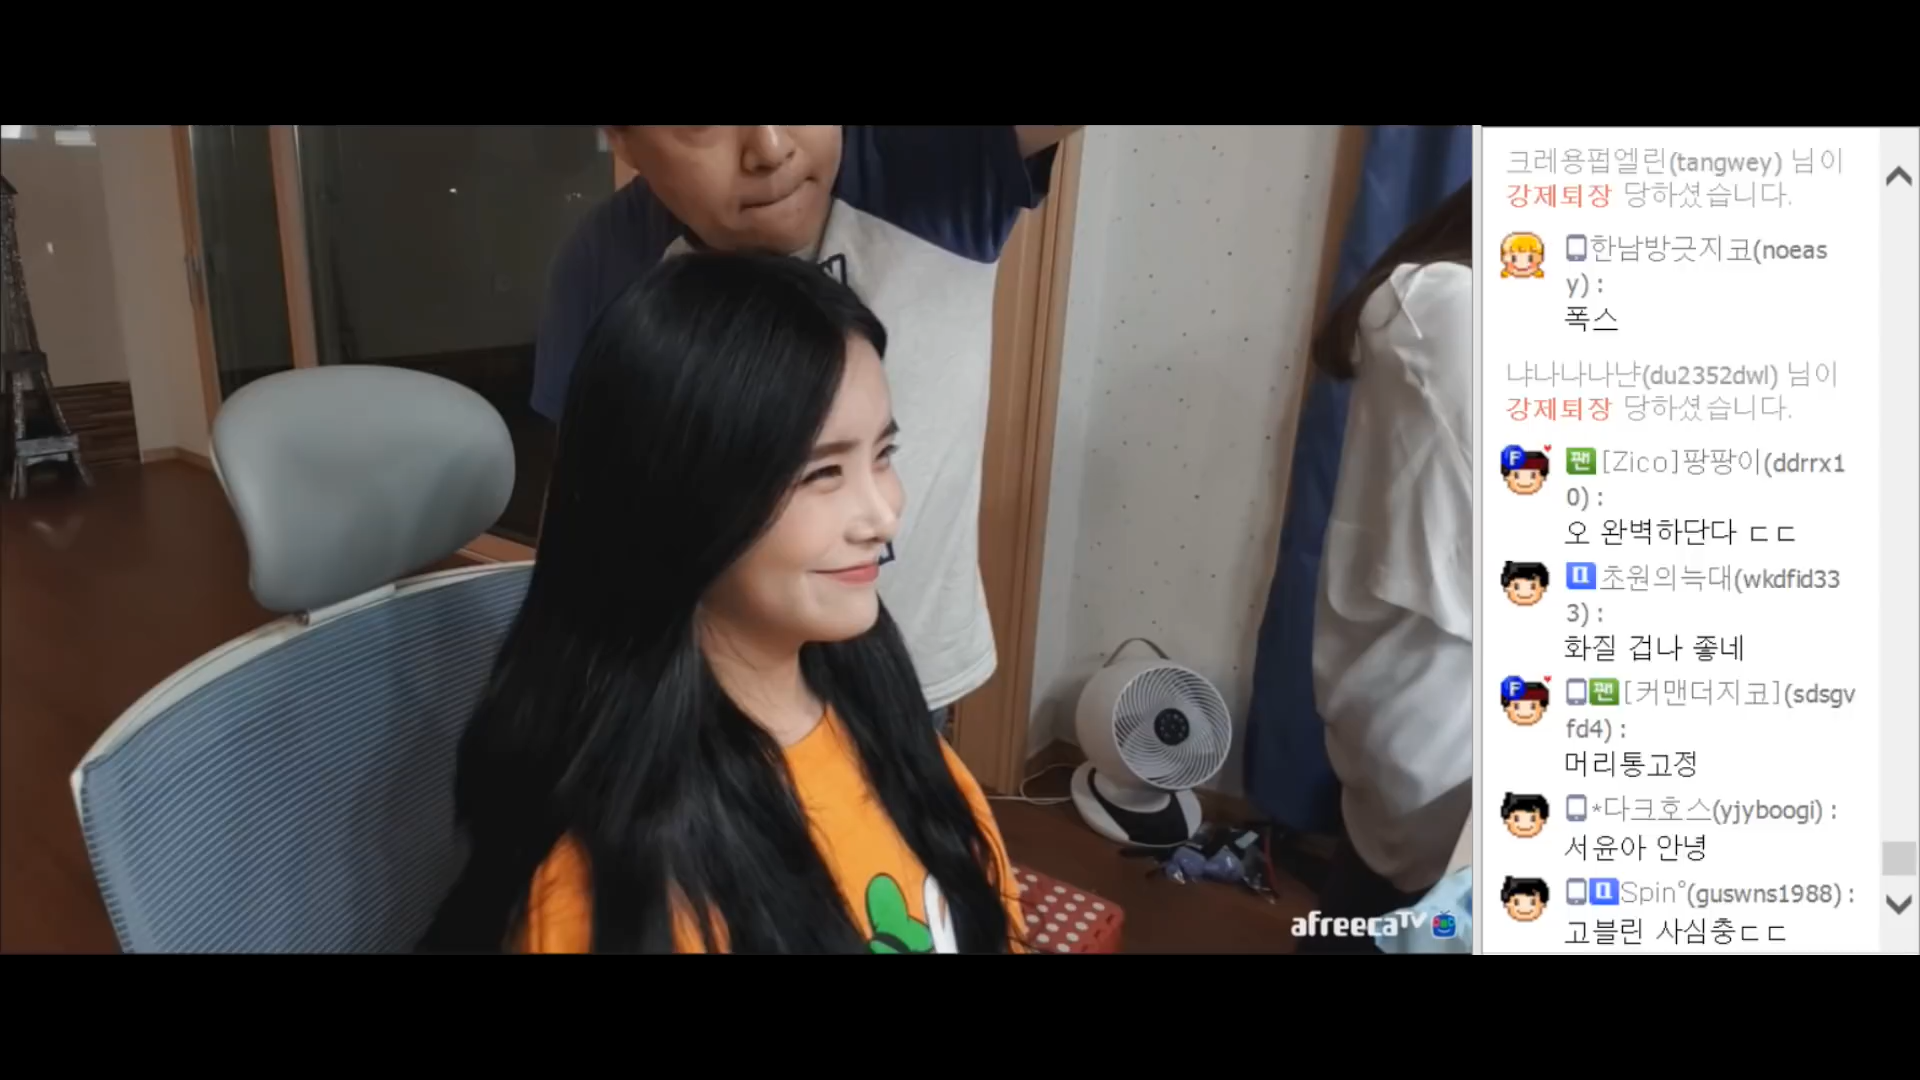 크레용펍엘린(tangwey) 님이
강제퇴장 당하셨습니다.
한남방긋지코(noeas
y) :
폭스
냐나나나냔(du2352dwl) 님이
강제퇴장 당하셨습니다.
팬 [Zico]팡팡이(ddrrx1
0) :
오 완벽하단다 ㄷㄷ
초원의늑대(wkdfid33
3) :
화질 겁나 좋네
팬 [커맨더지코](sdsgv
fd4) :
머리통고정
*다크호스(yjyboogi) :
서윤아 안녕
Spin°(guswns1988) :
고블린 사심충ㄷㄷ
afreecaTV